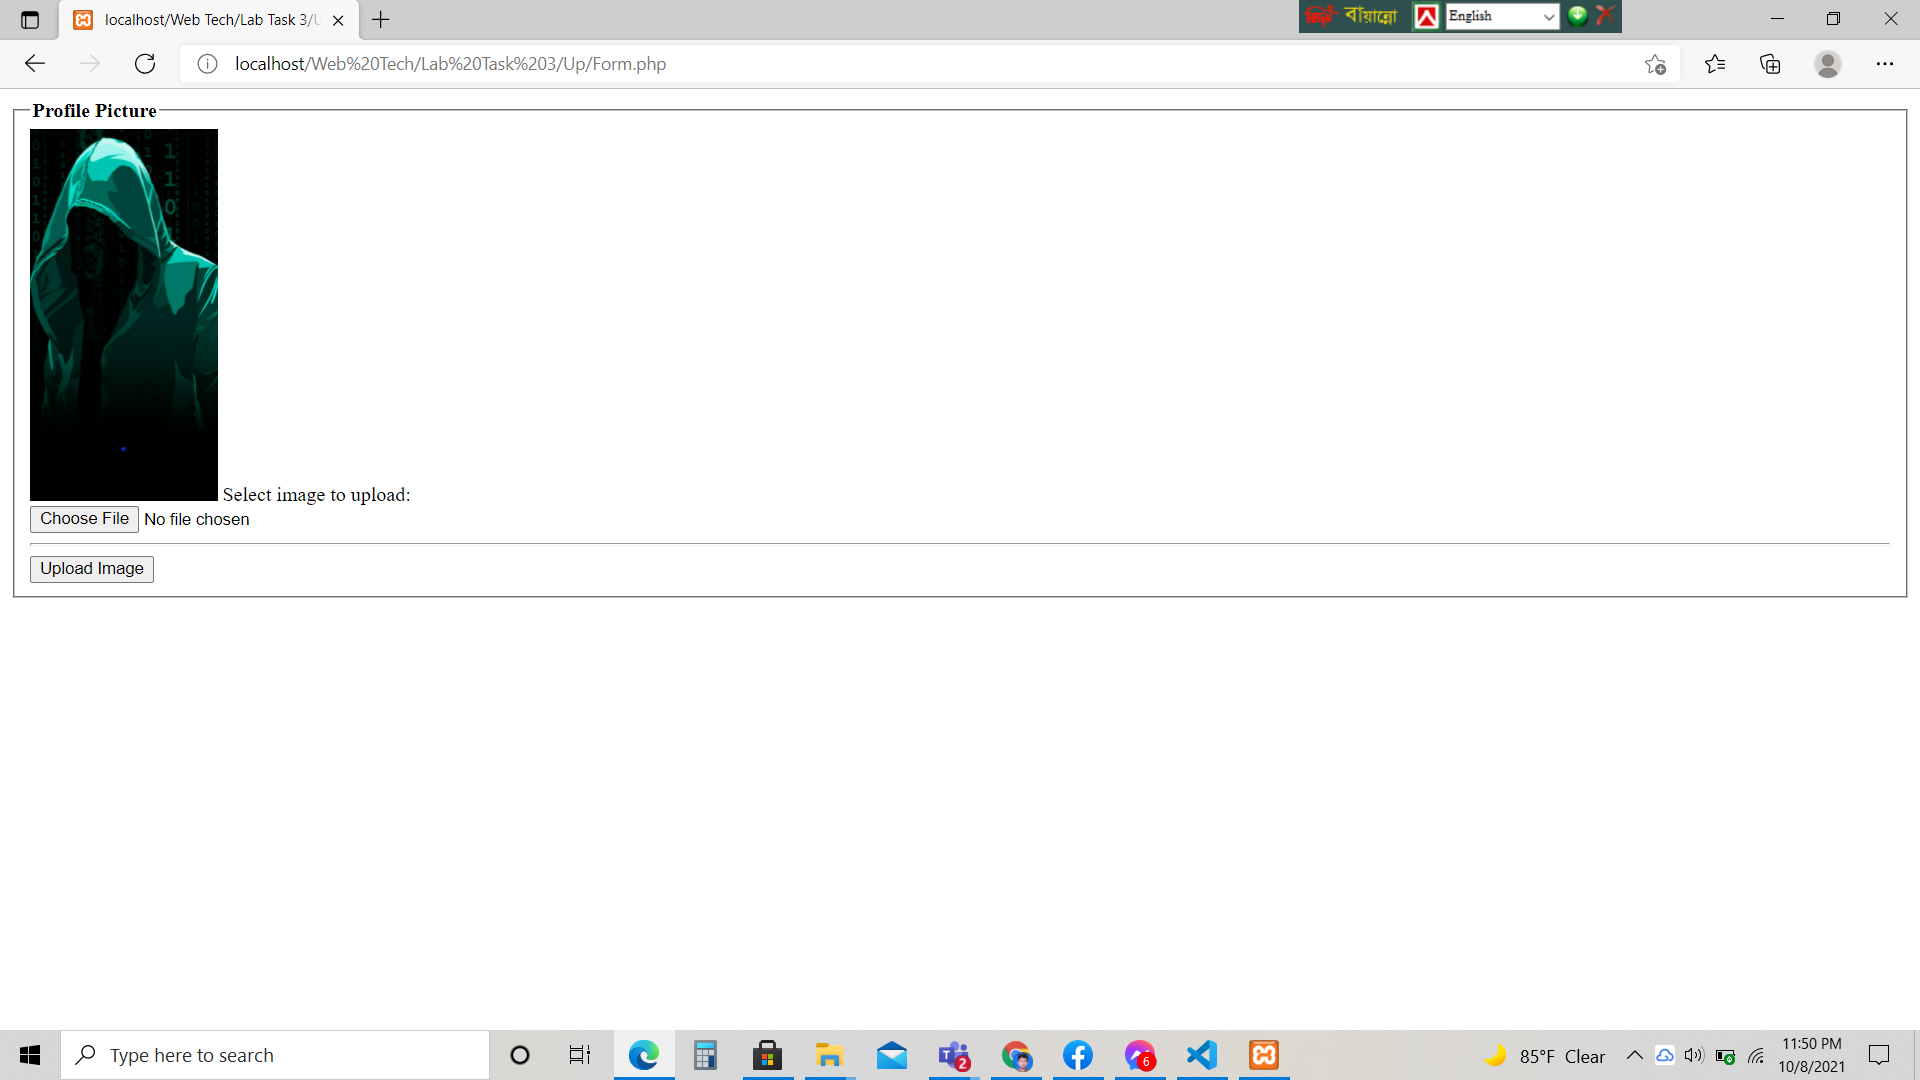 localhost/Web Tech/Lab Task 3/U
বাঁয়ান্নো
English
localhost/Web%20Tech/Lab%20Task%203/Up/Form.php
Profile Picture
Select image to upload:
Choose File No file chosen
Upload Image
Type here to search
2
6
85°F Clear
11:50 PM
10/8/2021